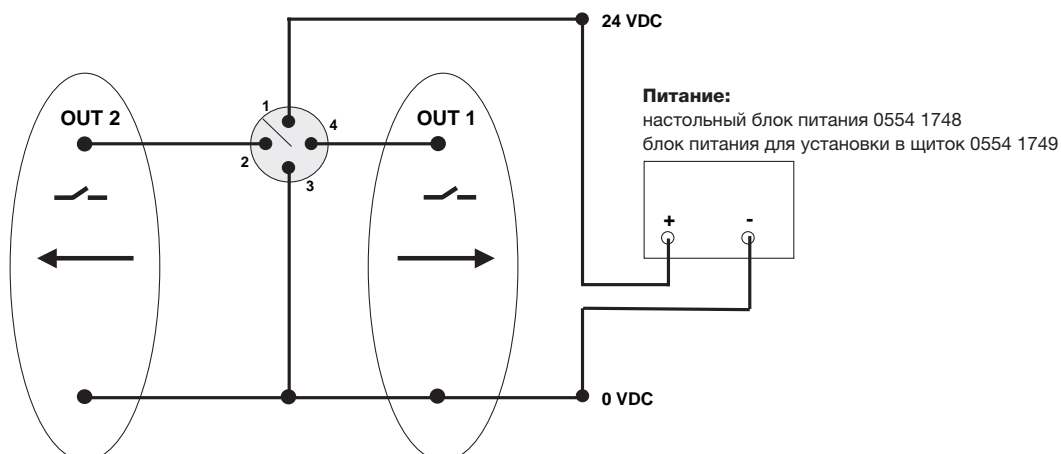 24 VDC
Питание:
настольный блок питания 0554 1748
блок питания для установки в щиток 0554 1749
OUT 2
1
4
OUT 1
2
3
+
-
0 VDC